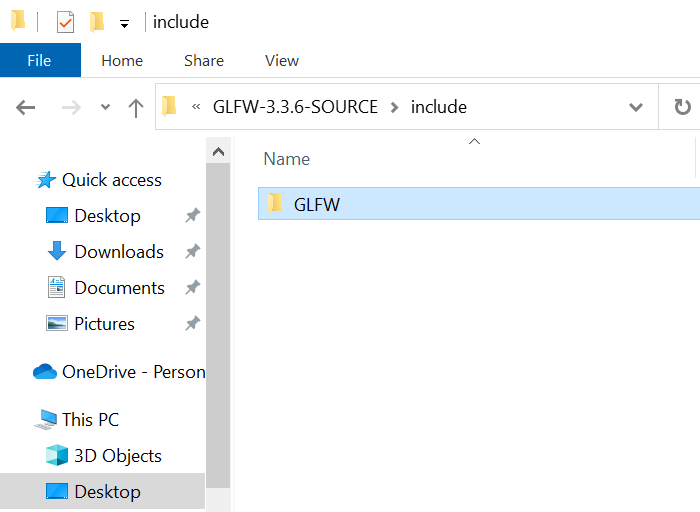 include
File Home Share View
« GLFW-3.3.6-SOURCE > include
Name
GLFW
Quick access
Desktop
Downloads
Documents
Pictures
OneDrive - Person
This PC
3D Objects
Desktop